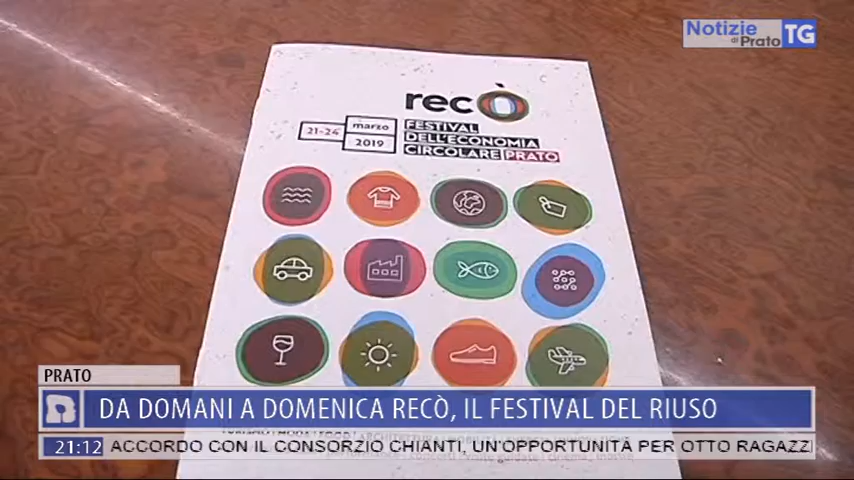 Notizie
di Prato TG
recò
21-24 marzo
2019
FESTIVAL
DELL'ECONOMIA
CIRCOLARE PRATO
PRATO
DA DOMANI A DOMENICA RECÒ, IL FESTIVAL DEL RIUSO
21:12 ACCORDO CON IL CONSORZIO CHIANTI, UN'OPPORTUNITÀ PER OTTO RAGAZZI